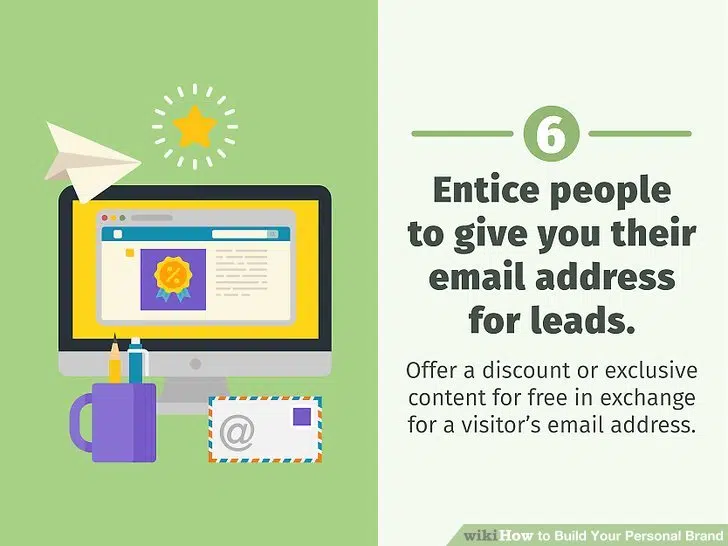 6
Entice people
to give you their
email address
for leads.
Offer a discount or exclusive
content for free in exchange
for a visitor's email address.
%
@
wikiHow to Build Your Personal Brand